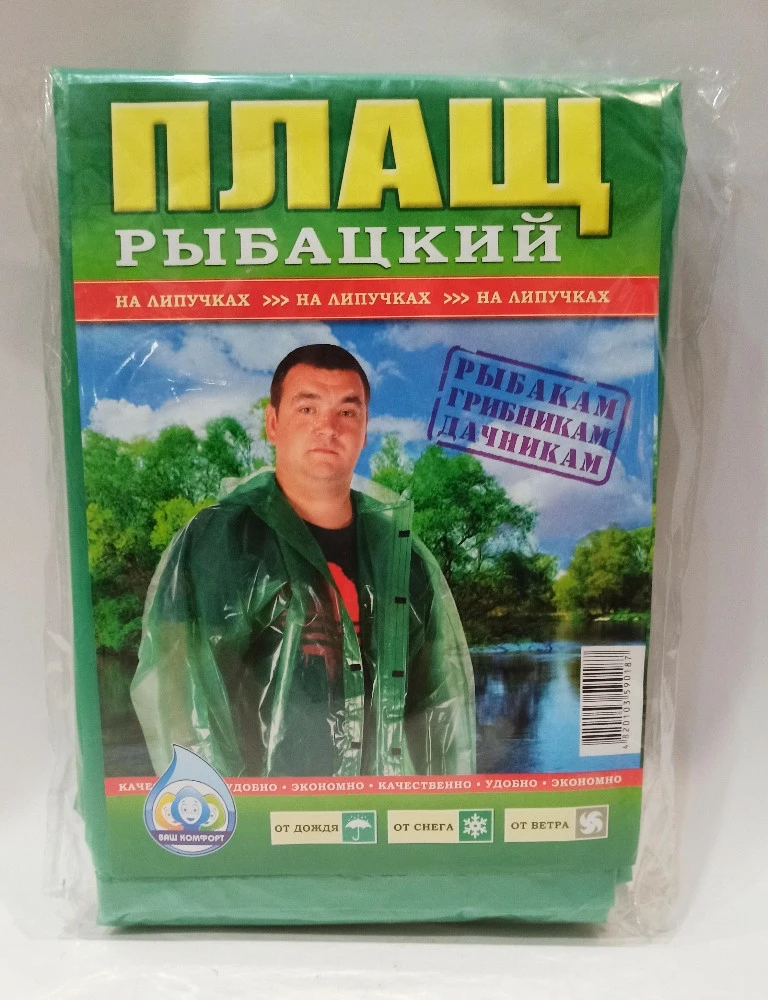 ПЛАЩ
РЫБАЦКИЙ
НА ЛИПУЧКАХ >>> НА ЛИПУЧКАХ >>> НА ЛИПУЧКАХ
РЫБАКАМ
ГРИБНИКАМ
ДАЧНИКАМ
4820103590187
УДОБНО • ЭКОНОМНО • КАЧЕСТВЕННО • УДОБНО • ЭКОНОМНО
ВАШ КОМФОРТ
ОТ ДОЖДЯ
ОТ СНЕГА
ОТ ВЕТРА